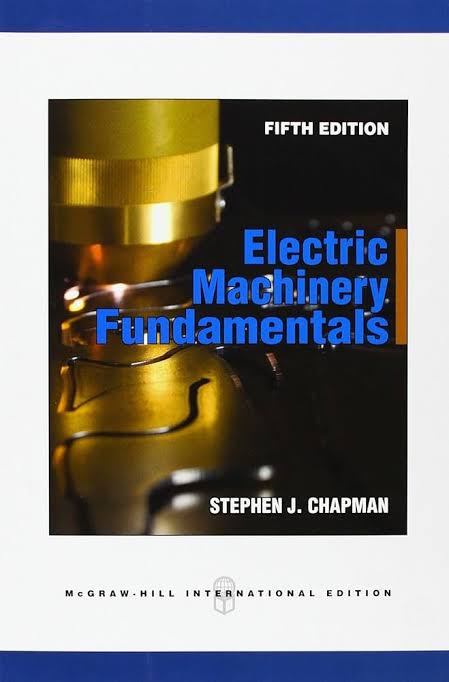 FIFTH EDITION
Electric
Machinery
Fundamentals
STEPHEN J. CHAPMAN
McGRAW-HILL INTERNATIONAL EDITION